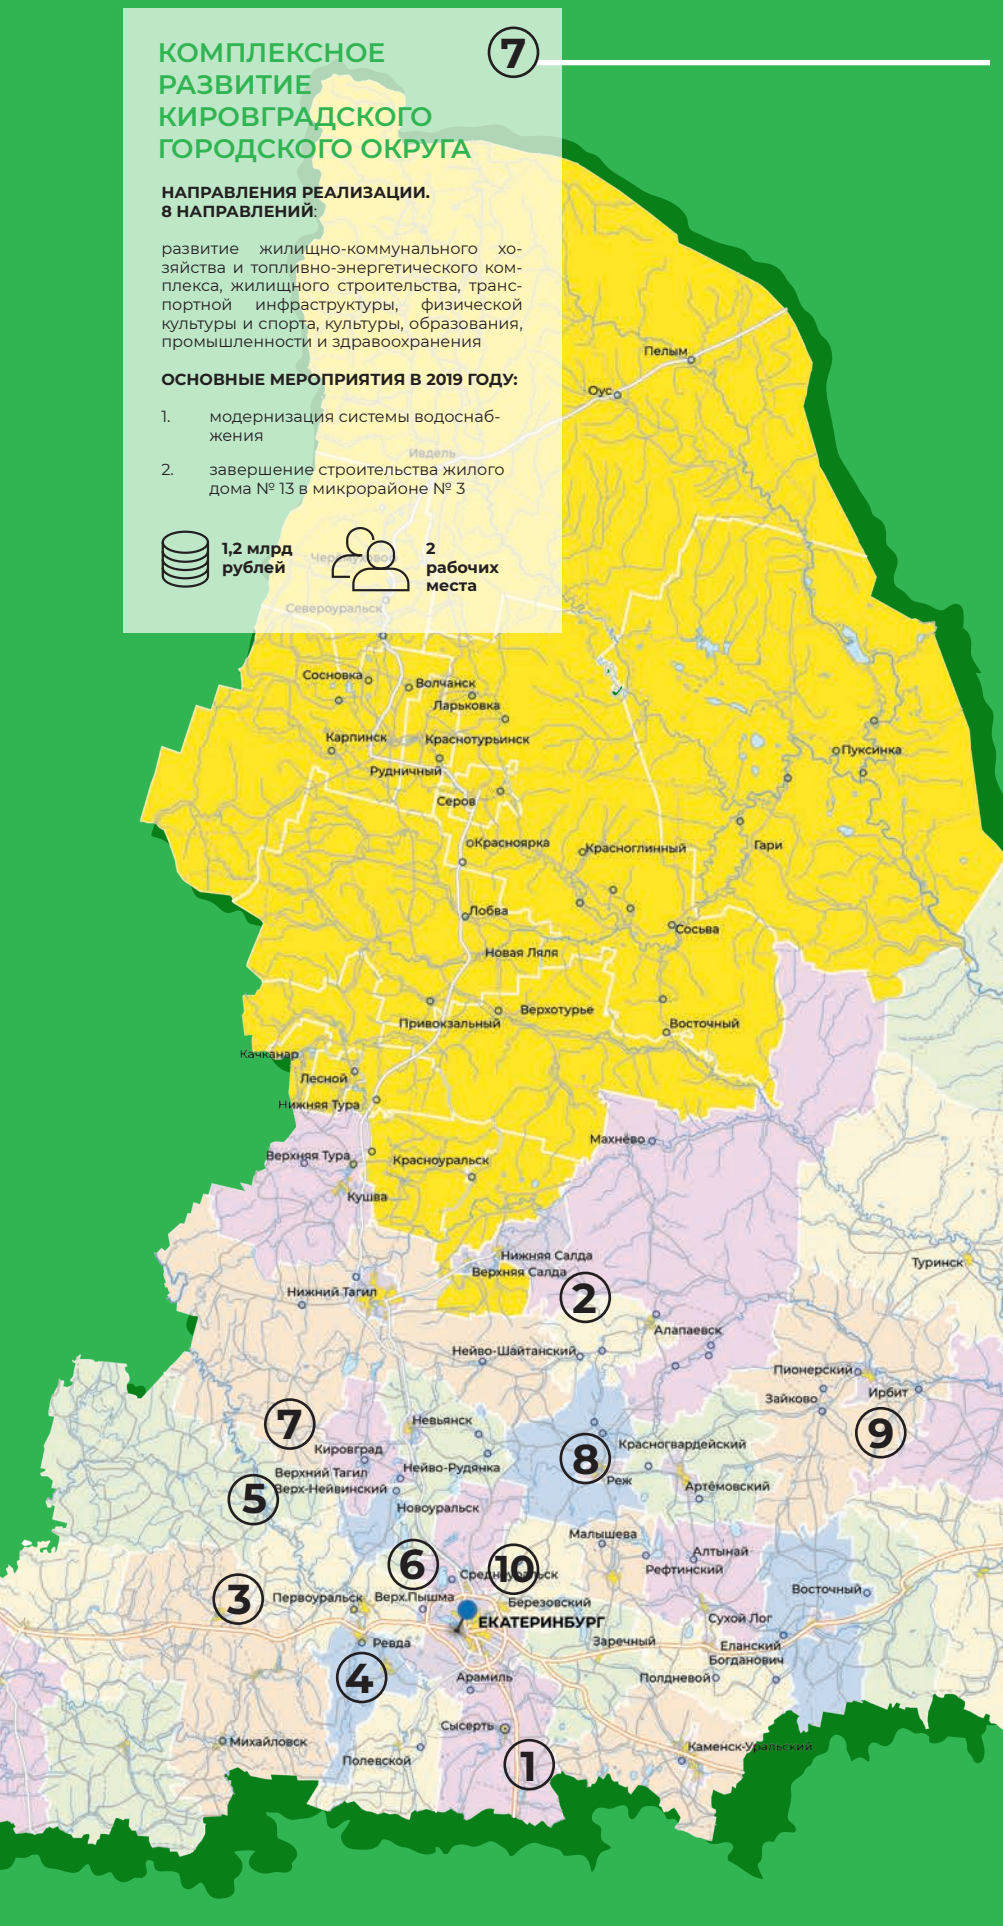 КОМПЛЕКСНОЕ
РАЗВИТИЕ
КИРОВГРАДСКОГО
ГОРОДСКОГО ОКРУГА
7
НАПРАВЛЕНИЯ РЕАЛИЗАЦИИ.
8 НАПРАВЛЕНИЙ:
развитие жилищно-коммунального хо-
зяйства и топливно-энергетического ком-
плекса, жилищного строительства, транс-
портной инфраструктуры, физической
культуры и спорта, культуры, образования,
промышленности и здравоохранения
ОСНОВНЫЕ МЕРОПРИЯТИЯ В 2019 ГОДУ:
1. модернизация системы водоснаб-
жения
2. завершение строительства жилого
дома № 13 в микрорайоне № 3
1,2 млрд
рублей
2
рабочих
места
Пелым
Оус
Ивдель
Черёмухово
Североуральск
Сосновка
Волчанск
Ларьковка
Карпинск
Краснотурьинск
Пуксинка
Рудничный
Серов
Красноярка
Красноглинный
Гари
Лобва
Сосьва
Новая Ляля
Верхотурье
Привокзальный
Восточный
Качканар
Лесной
Нижняя Тура
Махнёво
Верхняя Тура
Красноуральск
Кушва
Нижняя Салда
Верхняя Салда
Туринск
Нижний Тагил
2
Алапаевск
Нейво-Шайтанский
Пионерский
Ирбит
Зайково
7
Невьянск
9
Кировград
8
Красногвардейский
Верхний Тагил
Нейво-Рудянка
Реж
Артёмовский
5
Верх-Нейвинский
Новоуральск
Малышева
Алтынай
6
10
Среднеуральск
Рефтинский
3
Первоуральск
Верх.Пышма
Березовский
Восточный
ЕКАТЕРИНБУРГ
Сухой Лог
Ревда
Заречный
Еланский
Богданович
4
Арамиль
Полдневой
Сысерть
Михайловск
Полевской
1
Каменск-Уральский